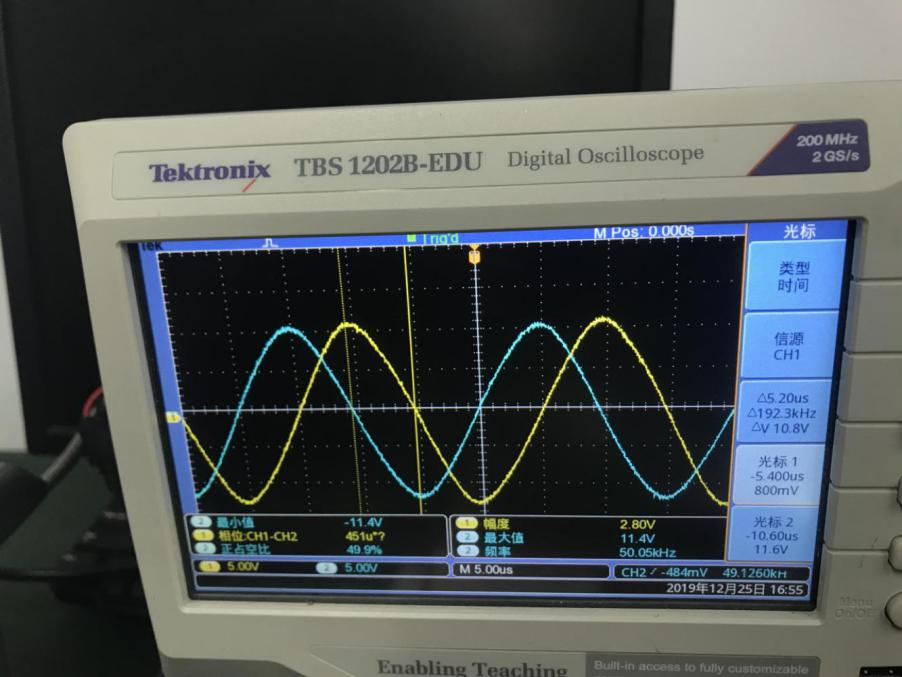 Tektronix TBS 1202B-EDU Digital Oscilloscope
200 MHz
2 GS/s
Tek Trig'd M Pos: 0.000s
光标
类型
时间
信源
CH1
△5.20us
△192.3kHz
△V 10.8V
光标 1
-5.400us
800mV
光标 2
-10.60us
11.6V
2 最小值 -11.4V
1 相位:CH1-CH2 451u°?
2 正占空比 49.9%
1 幅度 2.80V
2 最大值 11.4V
2 频率 50.05kHz
1 5.00V 2 5.00V M 5.00us CH2 -484mV 49.1260kH
2019年12月25日 16:55
Menu
On/Off
Enabling Teaching
Built-in access to fully customizable